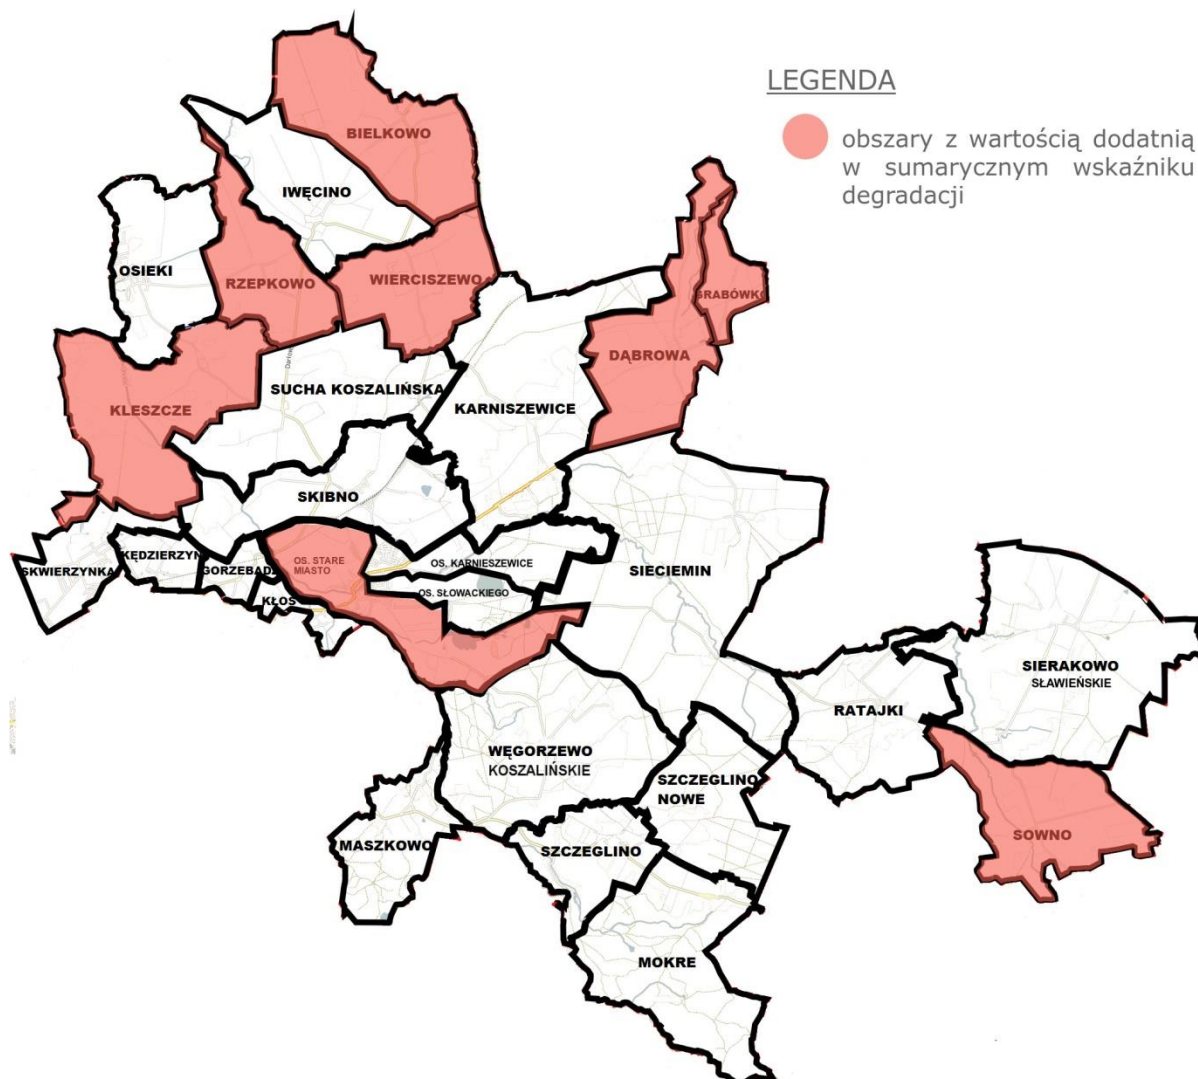 LEGENDA
obszary z wartością dodatnią
w sumarycznym wskaźniku
degradacji
BIELKOWO
IWĘCINO
OSIEKI
RZEPKOWO
WIERCISZEWO
GRABÓWKO
DĄBROWA
SUCHA KOSZALIŃSKA
KLESZCZE
KARNISZEWICE
SKIBNO
OS. STARE
MIASTO
OS. KARNIESZEWICE
SKWIERZYNKA
KĘDZIERZYN
GORZEBĄDZ
SIECIEMIN
OS. SŁOWACKIEGO
KŁOS
SIERAKOWO
SŁAWIEŃSKIE
RATAJKI
WĘGORZEWO
KOSZALIŃSKIE
SZCZEGLINO
NOWE
SOWNO
MASZKOWO
SZCZEGLINO
MOKRE